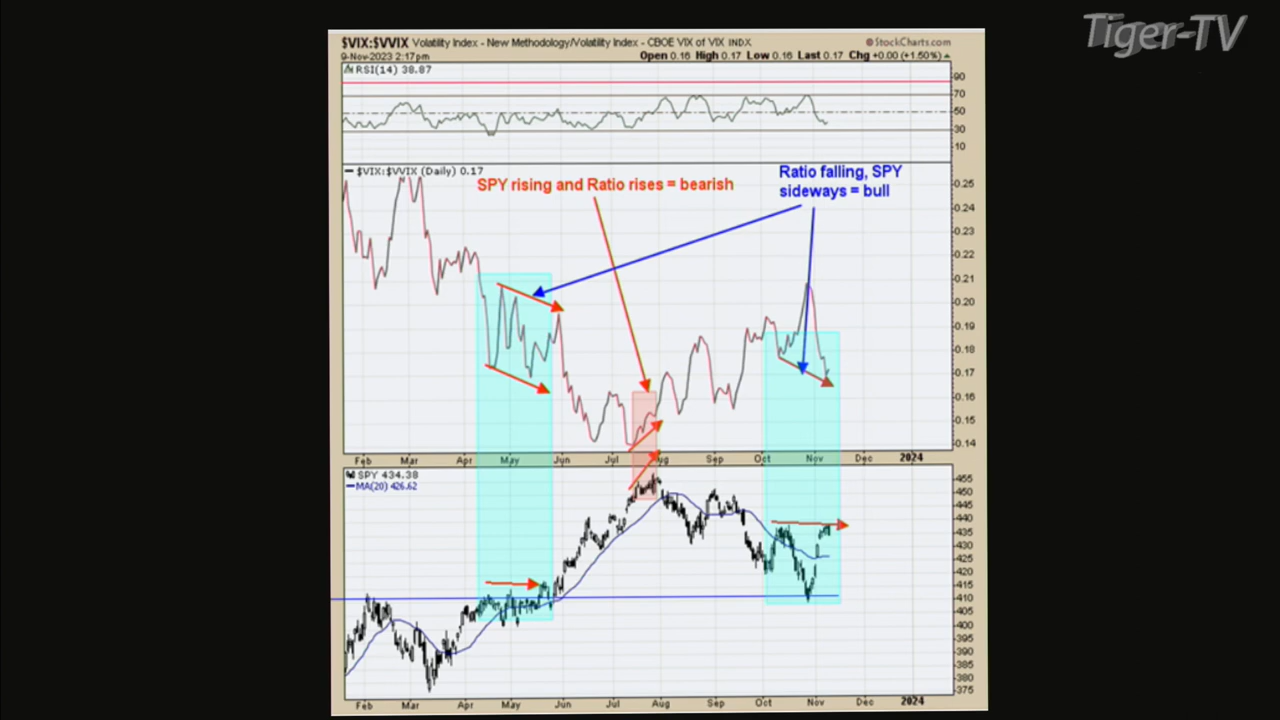 Tiger-TV
$VIX:$VVIX Volatility Index - New Methodology/Volatility Index - CBOE VIX of VIX INDX @StockCharts.com
9-Nov-2023 2:17pm Open 0.16 High 0.17 Low 0.16 Last 0.17 Chg +0.00 (+1.50%)
RSI(14) 38.87
90
70
50
30
10
$VIX:$VVIX (Daily) 0.17
SPY rising and Ratio rises = bearish
Ratio falling, SPY
sideways = bull
0.25
0.24
0.23
0.22
0.21
0.20
0.19
0.18
0.17
0.16
0.15
0.14
Feb Mar Apr May Jun Jul Aug Sep Oct Nov Dec 2024
SPY 434.38
MA(20) 426.62
455
450
445
440
435
430
425
420
415
410
405
400
395
390
385
380
375
Feb Mar Apr May Jun Jul Aug Sep Oct Nov Dec 2024